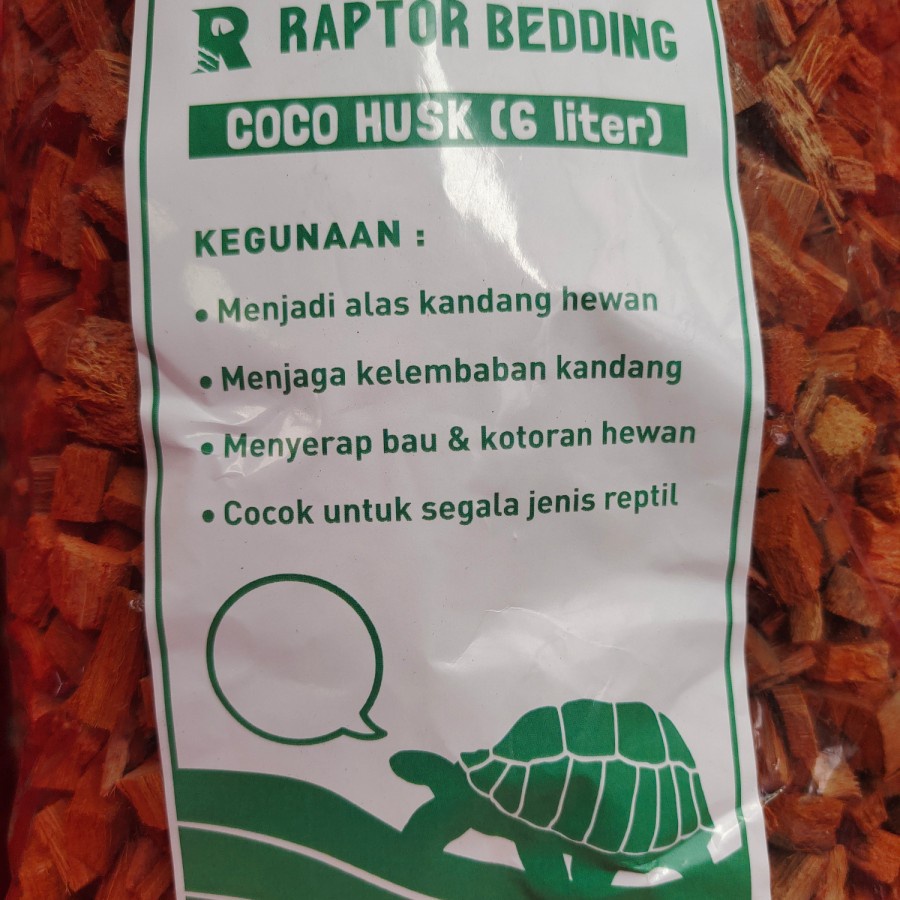 R RAPTOR BEDDING
COCO HUSK (6 liter)
KEGUNAAN :
• Menjadi alas kandang hewan
• Menjaga kelembaban kandang
• Menyerap bau & kotoran hewan
• Cocok untuk segala jenis reptil